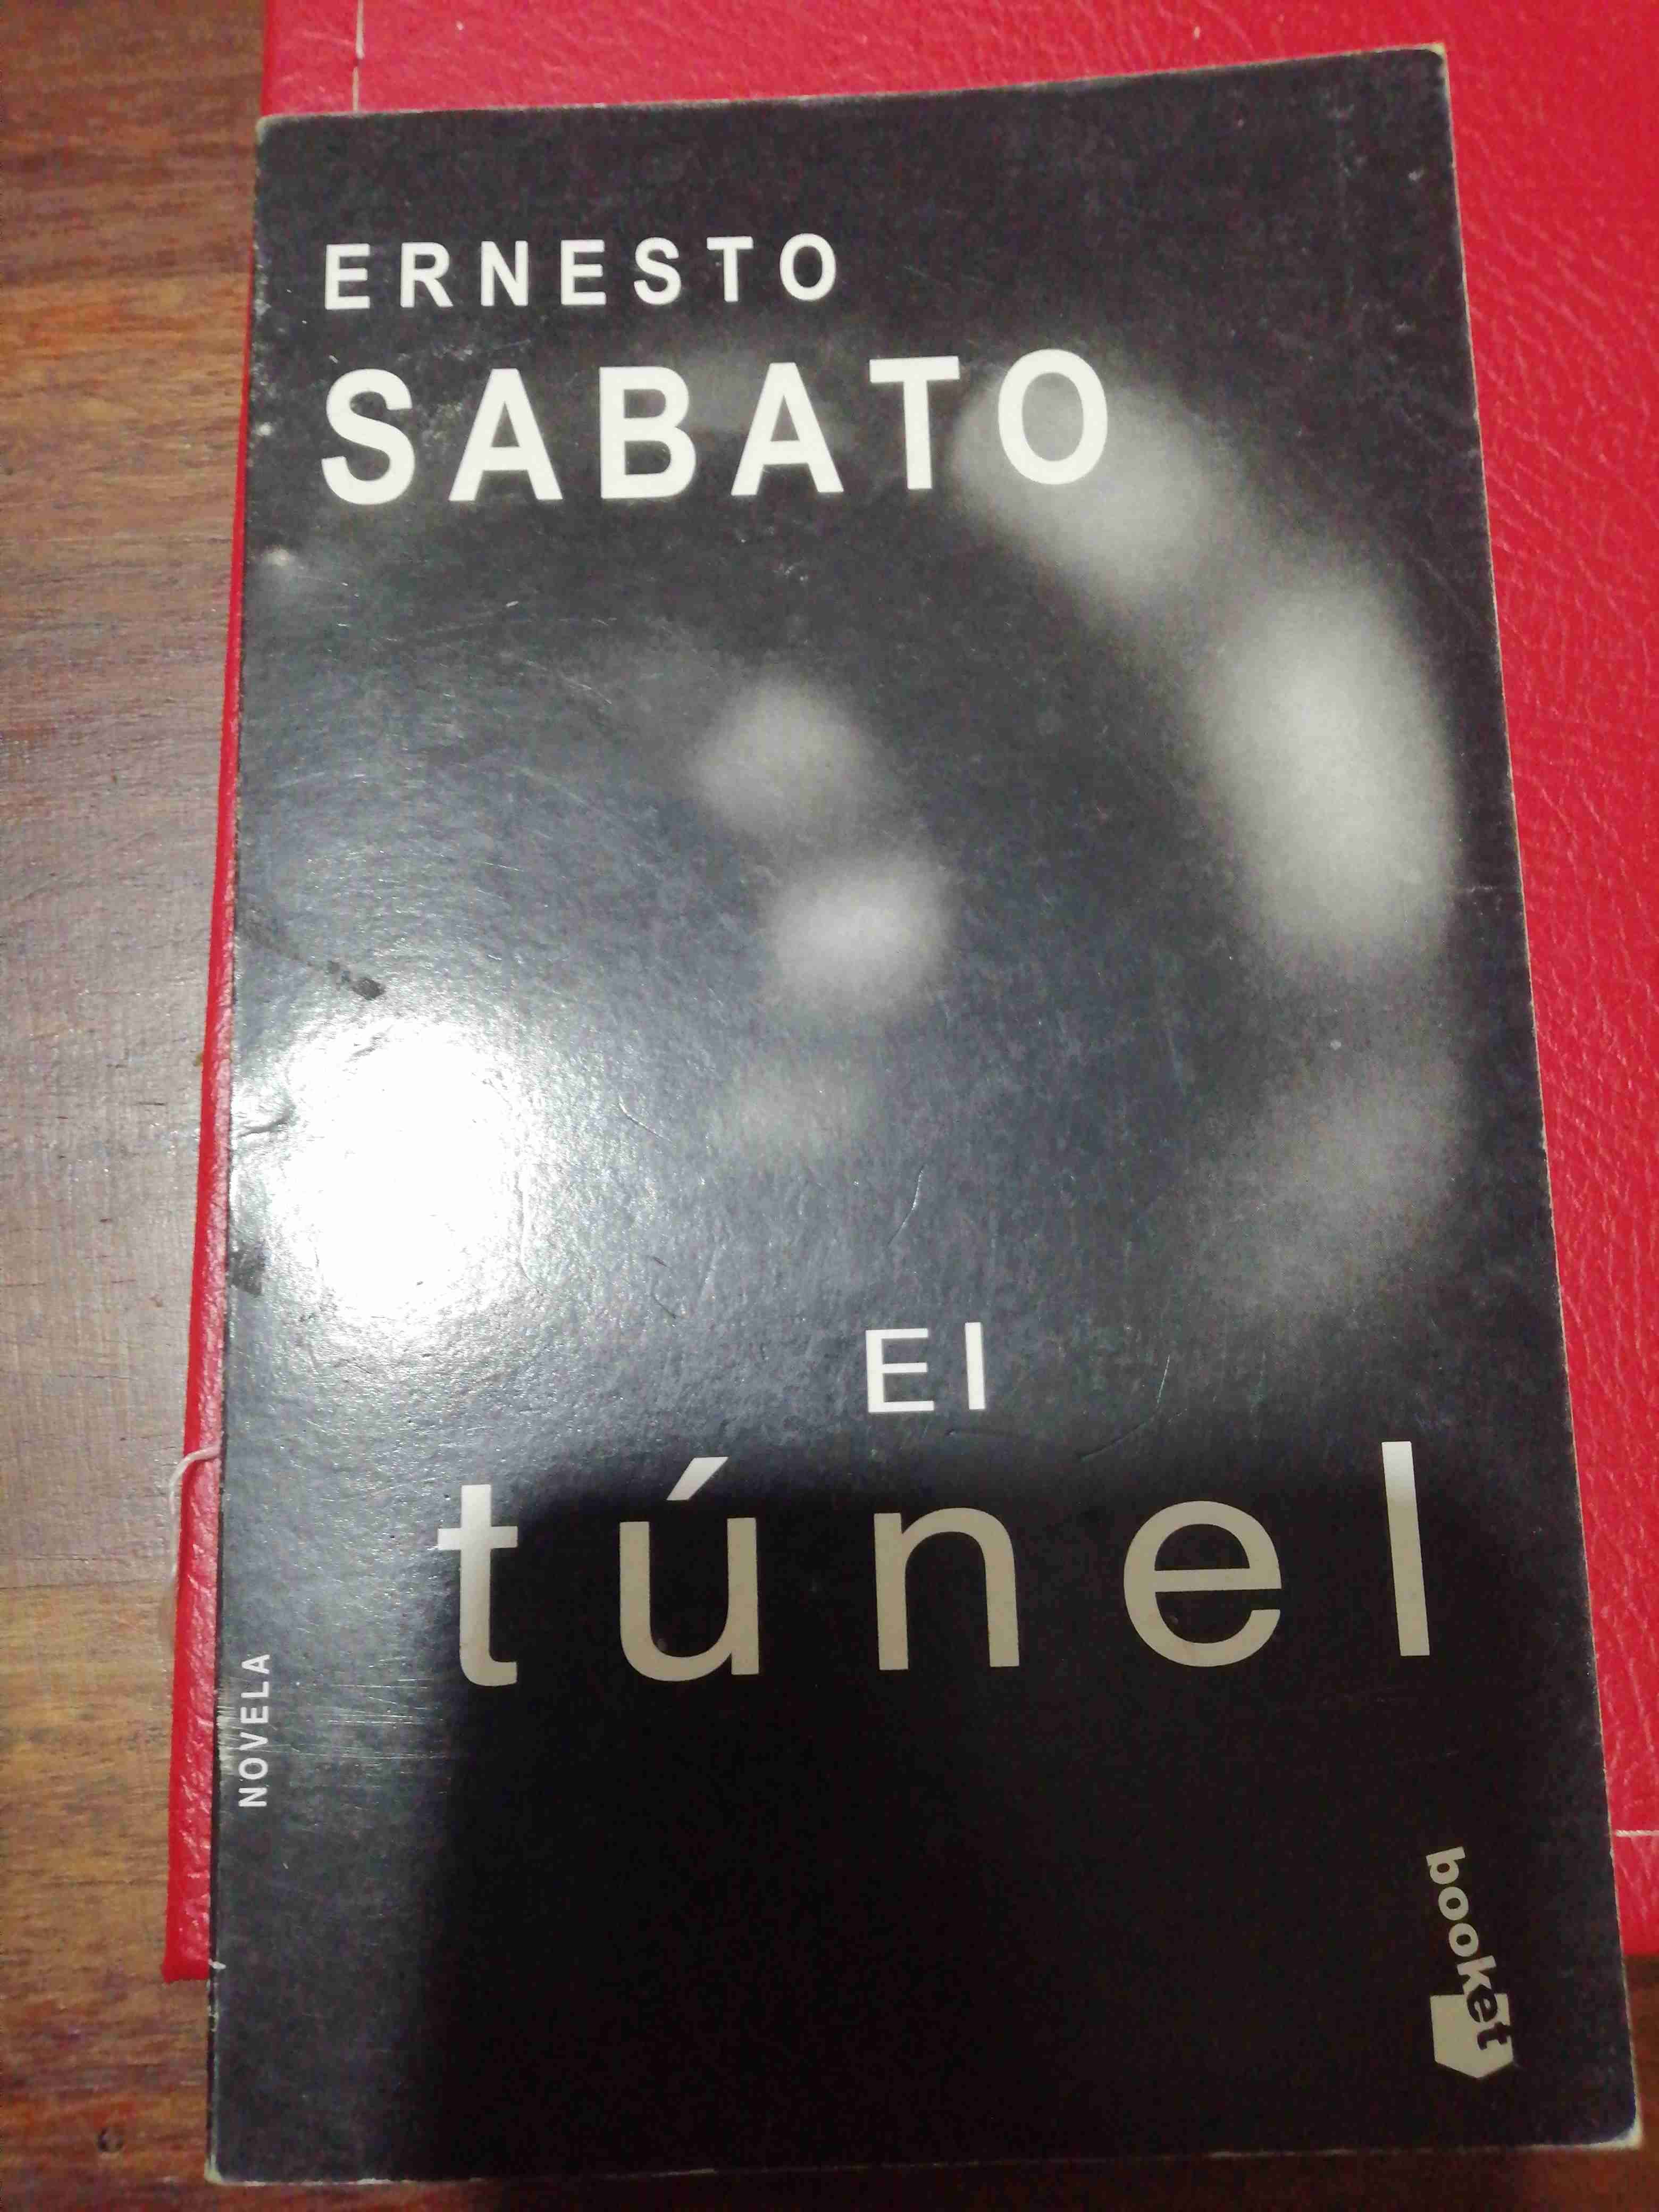 ERNESTO
SABATO
El
túnel
NOVELA
booket